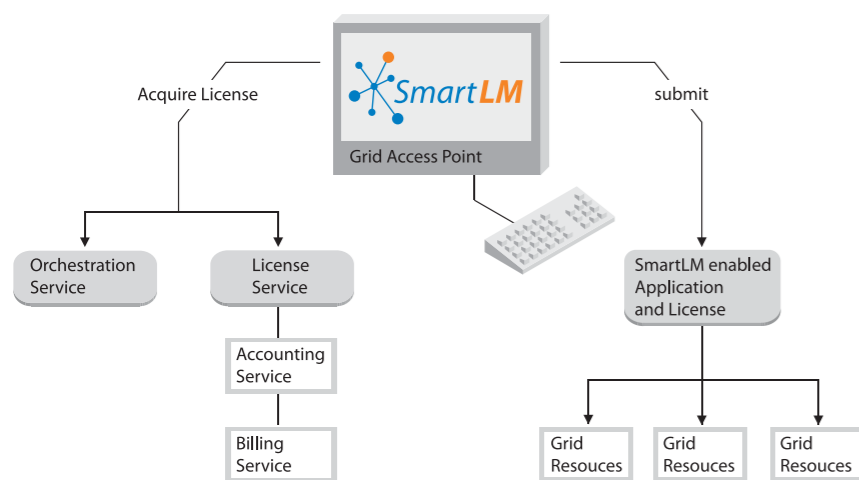 SmartLM
Grid Access Point
Acquire License
submit
Orchestration
Service
License
Service
SmartLM enabled
Application
and License
Accounting
Service
Billing
Service
Grid
Resouces
Grid
Resouces
Grid
Resouces